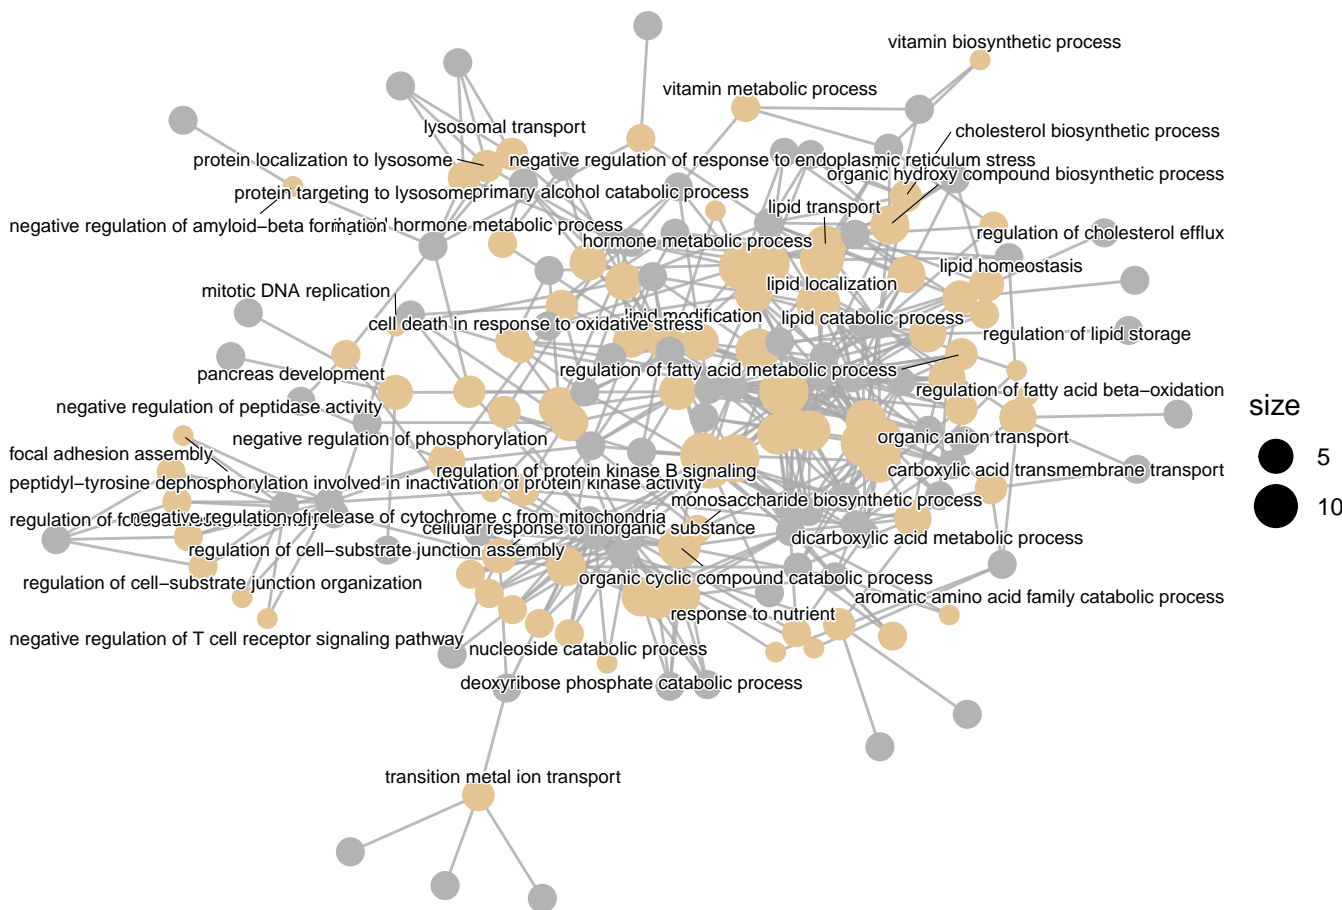 vitamin biosynthetic process
vitamin metabolic process
lysosomal transport
cholesterol biosynthetic process
protein localization to lysosome
negative regulation of response to endoplasmic reticulum stress
organic hydroxy compound biosynthetic process
protein targeting to lysosome
primary alcohol catabolic process
lipid transport
negative regulation of amyloid−beta formation
hormone metabolic process
regulation of cholesterol efflux
hormone metabolic process
lipid homeostasis
lipid localization
mitotic DNA replication
lipid modification
lipid catabolic process
cell death in response to oxidative stress
regulation of lipid storage
pancreas development
regulation of fatty acid metabolic process
regulation of fatty acid beta−oxidation
negative regulation of peptidase activity
size
negative regulation of phosphorylation
organic anion transport
focal adhesion assembly
5
regulation of protein kinase B signaling
carboxylic acid transmembrane transport
peptidyl−tyrosine dephosphorylation involved in inactivation of protein kinase activity
monosaccharide biosynthetic process
10
regulation of
negative regulation of release of cytochrome c from mitochondria
cellular response to inorganic substance
dicarboxylic acid metabolic process
regulation of cell−substrate junction assembly
regulation of cell−substrate junction organization
organic cyclic compound catabolic process
aromatic amino acid family catabolic process
response to nutrient
negative regulation of T cell receptor signaling pathway
nucleoside catabolic process
deoxyribose phosphate catabolic process
transition metal ion transport